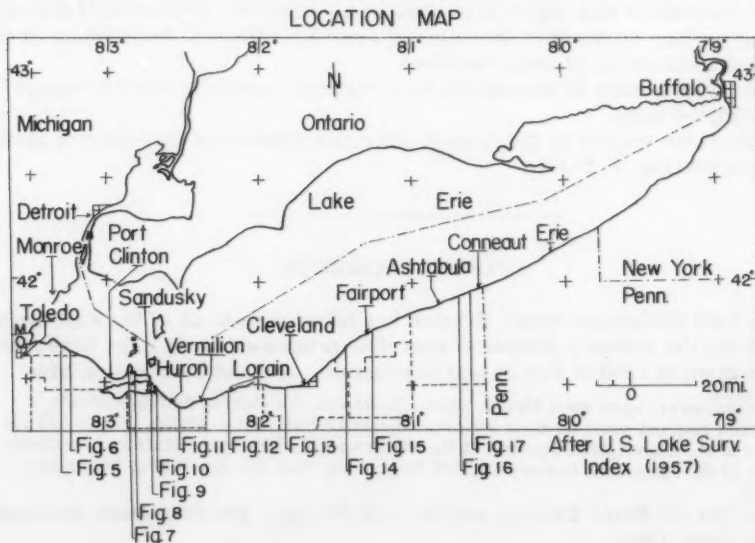 LOCATION MAP
83 82 81 80 79
43 43
Michigan
N
Ontario
Buffalo
Detroit
Lake Erie
Monroe
Port
Clinton
Conneaut
Erie
Ashtabula
42 42
New York
Penn.
Toledo
Sandusky
Fairport
Cleveland
Vermilion
Huron
Lorain
M.
O.
O.
Penn.
0 20mi.
83 82 81 80 79
Fig.6
Fig.5
Fig.11
Fig.12
Fig.13
Fig.15
Fig.17
Fig.10
Fig.14
Fig.16
Fig.9
Fig.8
Fig.7
After U.S. Lake Surv.
Index (1957)